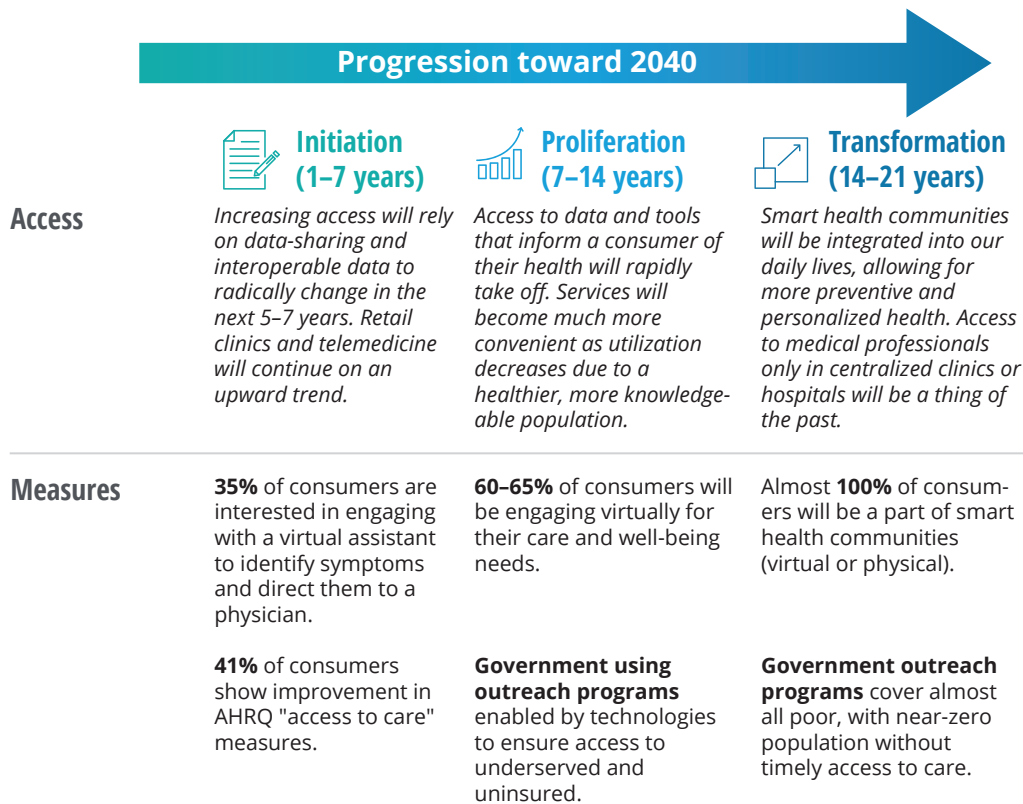 Progression toward 2040
Initiation
(1–7 years)
Proliferation
(7–14 years)
Transformation
(14–21 years)
Access
Increasing access will rely
on data-sharing and
interoperable data to
radically change in the
next 5–7 years. Retail
clinics and telemedicine
will continue on an
upward trend.
Access to data and tools
that inform a consumer of
their health will rapidly
take off. Services will
become much more
convenient as utilization
decreases due to a
healthier, more knowledge-
able population.
Smart health communities
will be integrated into our
daily lives, allowing for
more preventive and
personalized health. Access
to medical professionals
only in centralized clinics or
hospitals will be a thing of
the past.
Measures
35% of consumers are
interested in engaging
with a virtual assistant
to identify symptoms
and direct them to a
physician.
60–65% of consumers will
be engaging virtually for
their care and well-being
needs.
Almost 100% of consum-
ers will be a part of smart
health communities
(virtual or physical).
41% of consumers
show improvement in
AHRQ "access to care"
measures.
Government using
outreach programs
enabled by technologies
to ensure access to
underserved and
uninsured.
Government outreach
programs cover almost
all poor, with near-zero
population without
timely access to care.